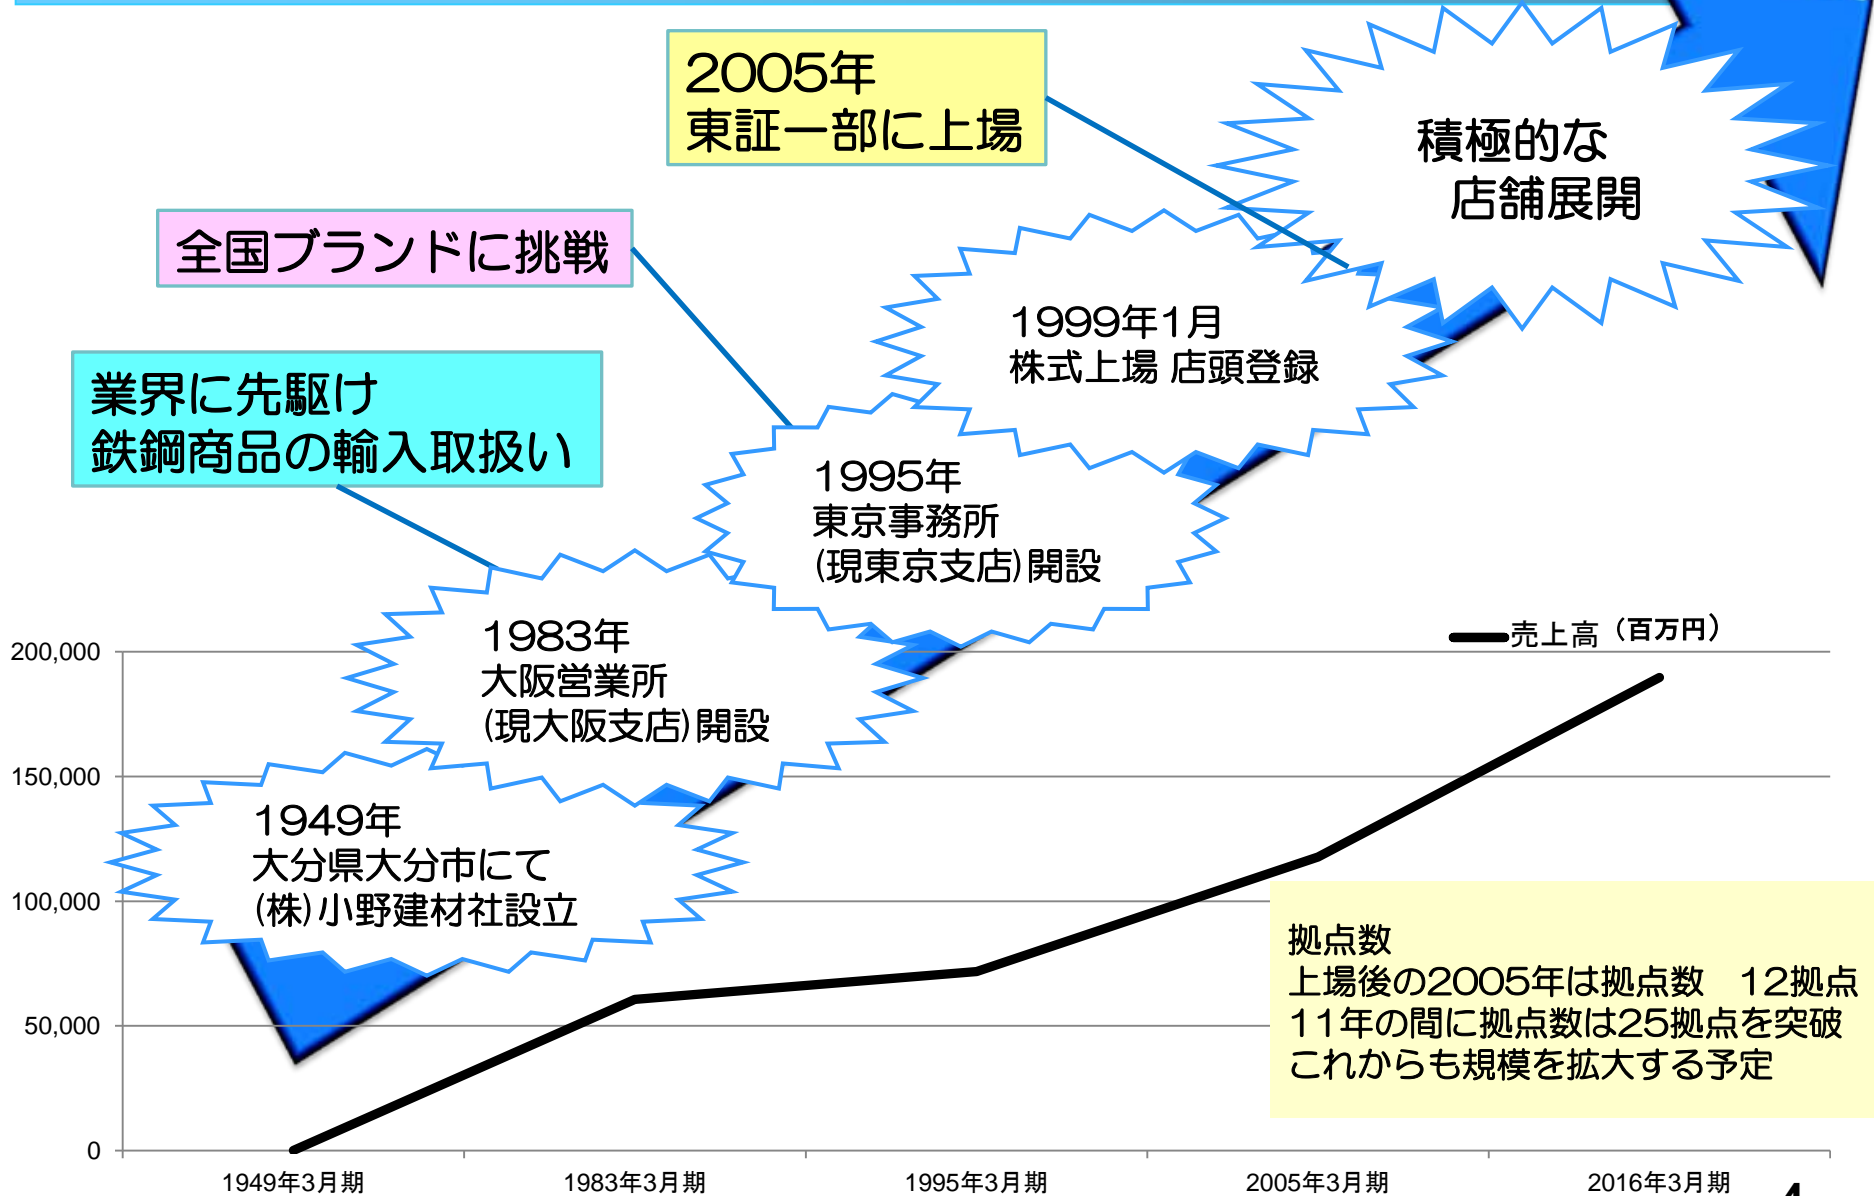 2005年
東証一部に上場
積極的な
店舗展開
全国ブランドに挑戦
1999年1月
株式上場 店頭登録
業界に先駆け
鉄鋼商品の輸入取扱い
1995年
東京事務所
(現東京支店)開設
1983年
大阪営業所
(現大阪支店)開設
1949年
大分県大分市にて
(株)小野建材社設立
売上高（百万円）
200,000
150,000
100,000
50,000
0
拠点数
上場後の2005年は拠点数　12拠点
11年の間に拠点数は25拠点を突破
これからも規模を拡大する予定
1949年3月期 1983年3月期 1995年3月期 2005年3月期 2016年3月期